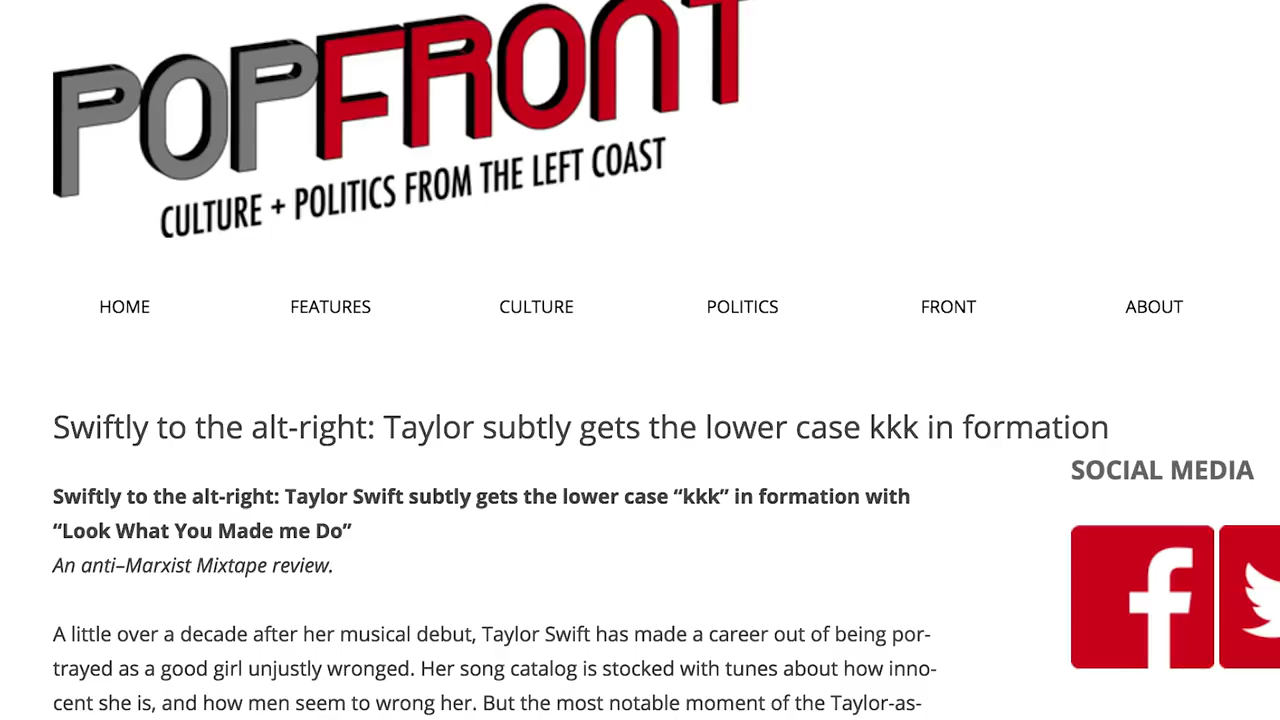 POPFRONT
CULTURE + POLITICS FROM THE LEFT COAST
HOME FEATURES CULTURE POLITICS FRONT ABOUT
Swiftly to the alt-right: Taylor subtly gets the lower case kkk in formation
SOCIAL MEDIA
Swiftly to the alt-right: Taylor Swift subtly gets the lower case “kkk” in formation with
“Look What You Made me Do”
An anti–Marxist Mixtape review.
A little over a decade after her musical debut, Taylor Swift has made a career out of being por-
trayed as a good girl unjustly wronged. Her song catalog is stocked with tunes about how inno-
cent she is, and how men seem to wrong her. But the most notable moment of the Taylor-as-